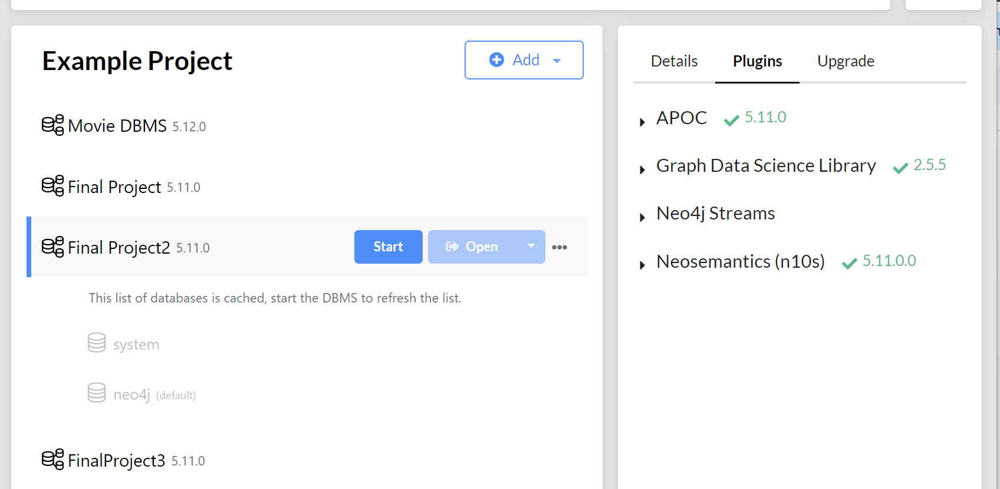 Example Project
Add
Movie DBMS 5.12.0
Final Project 5.11.0
Final Project2 5.11.0
Start
Open
This list of databases is cached, start the DBMS to refresh the list.
system
neo4j (default)
FinalProject3 5.11.0
Details Plugins Upgrade
APOC 5.11.0
Graph Data Science Library 2.5.5
Neo4j Streams
Neosemantics (n10s) 5.11.0.0